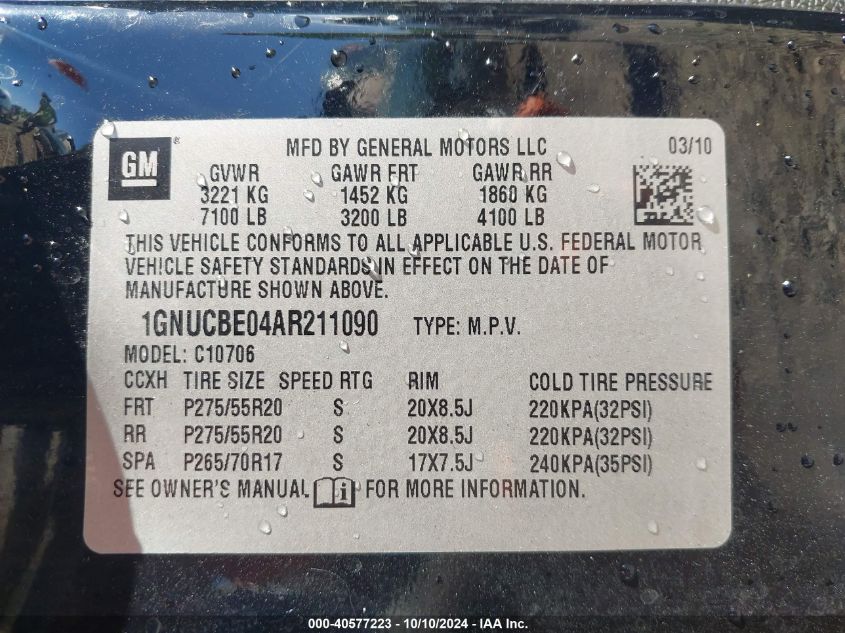 GM
MFD BY GENERAL MOTORS LLC 03/10
GVWR GAWR FRT GAWR RR
3221 KG 1452 KG 1860 KG
7100 LB 3200 LB 4100 LB
THIS VEHICLE CONFORMS TO ALL APPLICABLE U.S. FEDERAL MOTOR
VEHICLE SAFETY STANDARDS IN EFFECT ON THE DATE OF
MANUFACTURE SHOWN ABOVE.
1GNUCBE04AR211090 TYPE: M.P.V.
MODEL: C10706
CCXH TIRE SIZE SPEED RTG RIM COLD TIRE PRESSURE
FRT P275/55R20 S 20X8.5J 220KPA(32PSI)
RR P275/55R20 S 20X8.5J 220KPA(32PSI)
SPA P265/70R17 S 17X7.5J 240KPA(35PSI)
SEE OWNER'S MANUAL i FOR MORE INFORMATION.
000-40577223 - 10/10/2024 - IAA Inc.